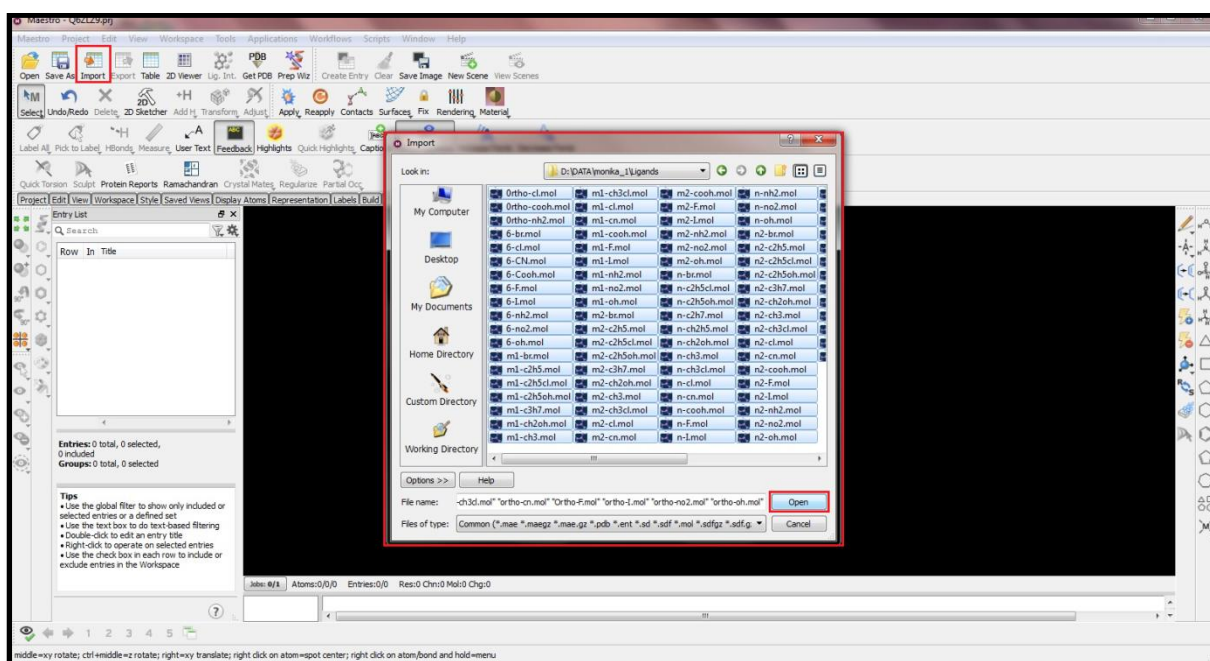 Maestro - Q6ZLZ9.prj
Maestro Project Edit View Workspace Tools Applications Workflows Scripts Window Help
Open Save As Import Export Table 2D Viewer Lig. Int. Get PDB Prep Wiz Create Entry Clear Save Image New Scene View Scenes
Select Undo/Redo Delete 2D Sketcher Add H Transform Adjust Apply Reapply Contacts Surfaces Fix Rendering Material
Label All Pick to Label HBonds Measure User Text Feedback Highlights Quick Highlights
Quick Torsion Sculpt Protein Reports Ramachandran Crystal Mates Regularize Partial Occ
Project Edit View Workspace Style Saved Views Display Atoms Representation Labels Build
Entry List
Search
Row In Title
Entries: 0 total, 0 selected,
0 included
Groups: 0 total, 0 selected
Tips
• Use the global filter to show only included or
selected entries or a defined set
• Use the text box to do text-based filtering
• Double-click to edit an entry title
• Right-click to operate on selected entries
• Use the check box in each row to include or
exclude entries in the Workspace
Import
Look in: D:\DATA\monika_1\Ligands
My Computer
Desktop
My Documents
Home Directory
Custom Directory
Working Directory
0rtho-cl.mol m1-ch3cl.mol m2-cooh.mol n-nh2.mol
0rtho-cooh.mol m1-cl.mol m2-F.mol n-no2.mol
0rtho-nh2.mol m1-cn.mol m2-I.mol n-oh.mol
6-br.mol m1-cooh.mol m2-nh2.mol n2-br.mol
6-cl.mol m1-F.mol m2-no2.mol n2-c2h5.mol
6-CN.mol m1-I.mol m2-oh.mol n2-c2h5cl.mol
6-Cooh.mol m1-nh2.mol n-br.mol n2-c2h5oh.mol
6-F.mol m1-no2.mol n-c2h5cl.mol n2-c3h7.mol
6-I.mol m1-oh.mol n-c2h5oh.mol n2-ch2oh.mol
6-nh2.mol m2-br.mol n-c2h7.mol n2-ch3.mol
6-no2.mol m2-c2h5.mol n-ch2h5.mol n2-ch3cl.mol
6-oh.mol m2-c2h5cl.mol n-ch2oh.mol n2-cl.mol
m1-br.mol m2-c2h5oh.mol n-ch3.mol n2-cn.mol
m1-c2h5.mol m2-c3h7.mol n-ch3cl.mol n2-cooh.mol
m1-c2h5cl.mol m2-ch2oh.mol n-cl.mol n2-F.mol
m1-c2h5oh.mol m2-ch3.mol n-cn.mol n2-I.mol
m1-c3h7.mol m2-ch3cl.mol n-cooh.mol n2-nh2.mol
m1-ch2oh.mol m2-cl.mol n-F.mol n2-no2.mol
m1-ch3.mol m2-cn.mol n-I.mol n2-oh.mol
Options >> Help
File name: -ch3cl.mol" "ortho-cn.mol" "Ortho-F.mol" "ortho-I.mol" "ortho-no2.mol" "ortho-oh.mol" Open
Files of type: Common (*.mae *.maegz *.mae.gz *.pdb *.ent *.sd *.sdf *.mol *.sdfgz *.sdf.g Cancel
Jobs: 0/1 Atoms:0/0/0 Entries:0/0 Res:0 Chn:0 Mol:0 Chg:0
1 2 3 4 5
middle=xy rotate; ctrl+middle=z rotate; right=xy translate; right click on atom=spot center; right click on atom/bond and hold=menu